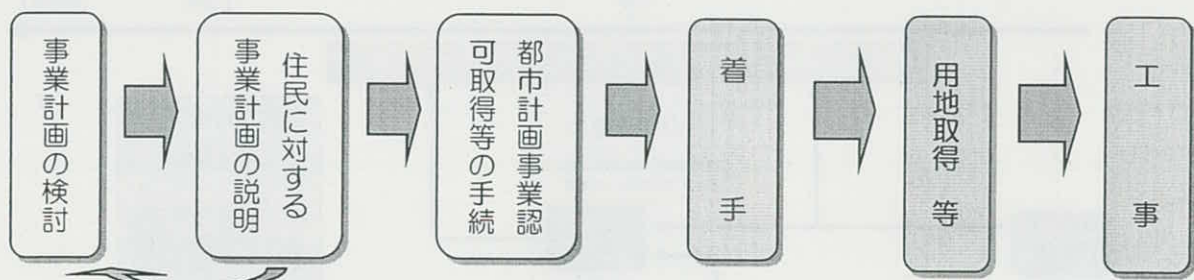 事業計画の検討
住民に対する
事業計画の説明
都市計画事業認
可取得等の手続
着手
用地取得 等
工事